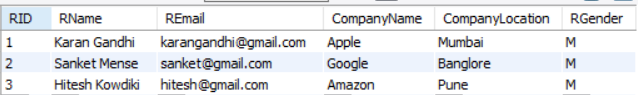 RID RName REmail CompanyName CompanyLocation RGender
1 Karan Gandhi karangandhi@gmail.com Apple Mumbai M
2 Sanket Mense sanket@gmail.com Google Banglore M
3 Hitesh Kowdiki hitesh@gmail.com Amazon Pune M